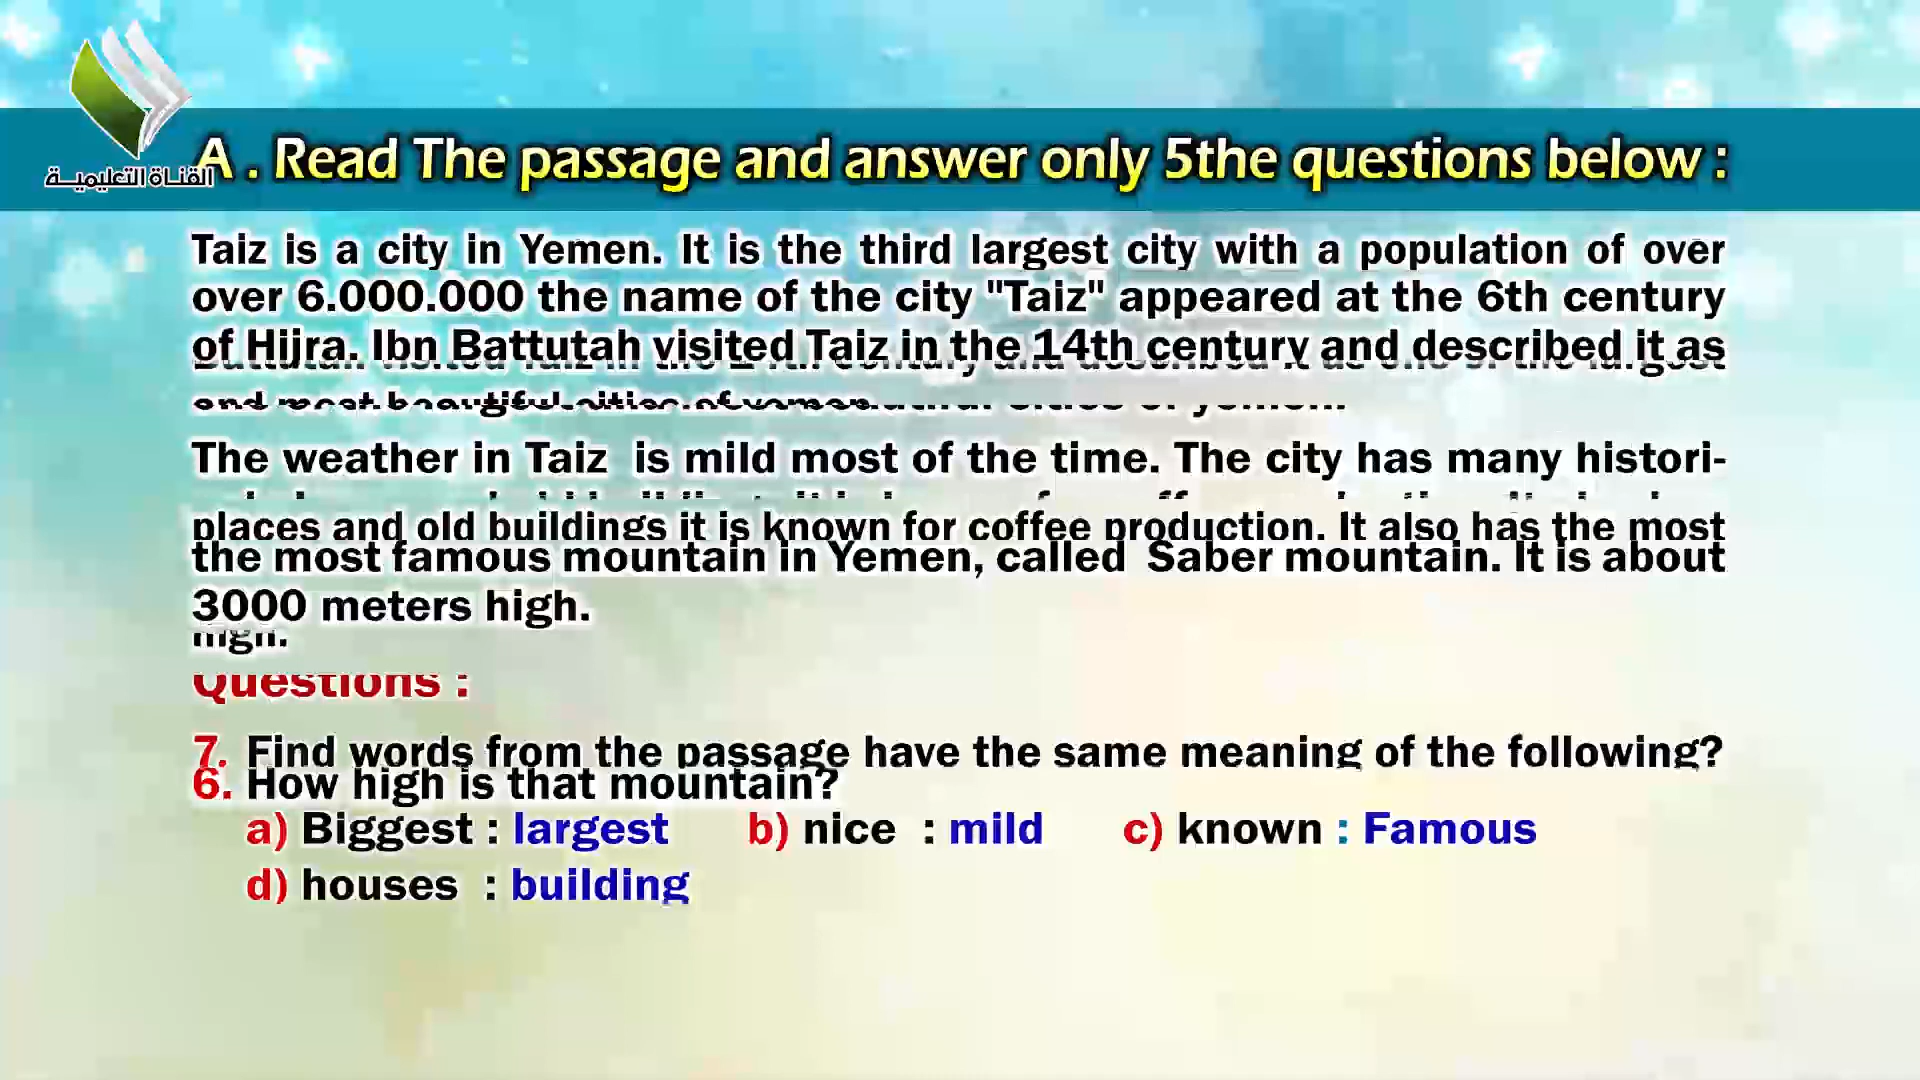 القناة التعليمية
A . Read The passage and answer only 5the questions below :
Taiz is a city in Yemen. It is the third largest city with a population of over
over 6.000.000 the name of the city "Taiz" appeared at the 6th century
of Hijra. Ibn Battutah visited Taiz in the 14th century and described it as
The weather in Taiz is mild most of the time. The city has many histori-
places and old buildings it is known for coffee production. It also has the most
the most famous mountain in Yemen, called Saber mountain. It is about
3000 meters high.
high.
Questions :
7. Find words from the passage have the same meaning of the following?
6. How high is that mountain?
a) Biggest : largest b) nice : mild c) known : Famous
d) houses : building